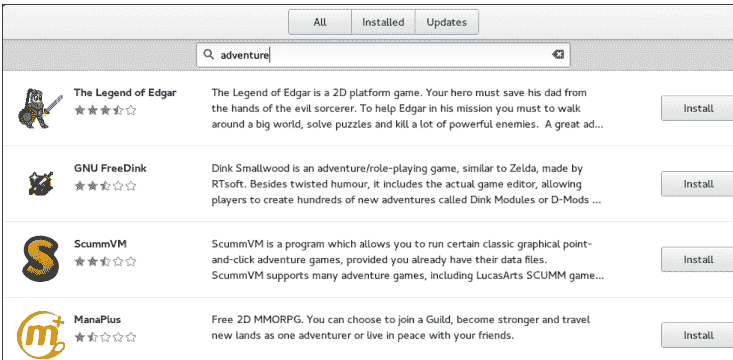 All Installed Updates
adventure
The Legend of Edgar
The Legend of Edgar is a 2D platform game. Your hero must save his dad from
the hands of the evil sorcerer. To help Edgar in his mission you must to walk
around a big world, solve puzzles and kill a lot of powerful enemies. A great ad...
Install
GNU FreeDink
Dink Smallwood is an adventure/role-playing game, similar to Zelda, made by
RTsoft. Besides twisted humour, it includes the actual game editor, allowing
players to create hundreds of new adventures called Dink Modules or D-Mods ...
Install
S
ScummVM
ScummVM is a program which allows you to run certain classic graphical point-
and-click adventure games, provided you already have their data files.
ScummVM supports many adventure games, including LucasArts SCUMM game...
Install
m+
ManaPlus
Free 2D MMORPG. You can choose to join a Guild, become stronger and travel
new lands as one adventurer or live in peace with your friends.
Install